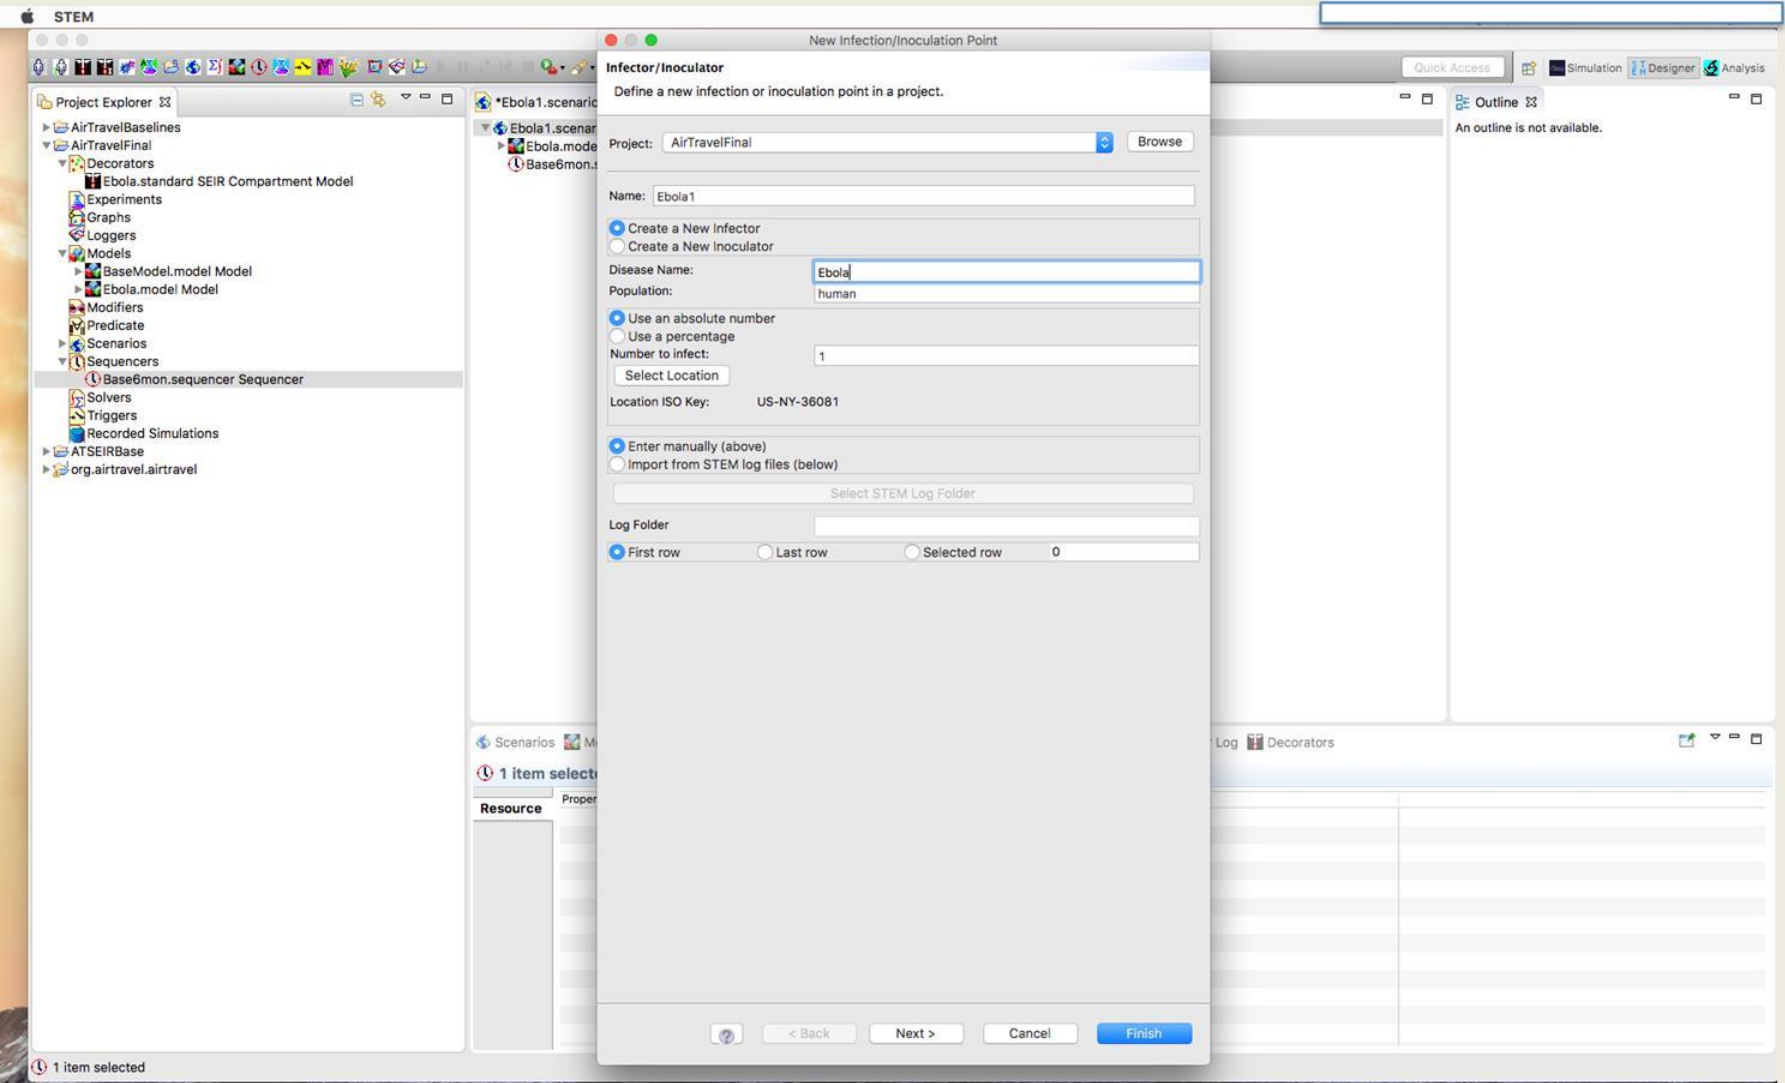 STEM
New Infection/Inoculation Point
Quick Access
Simulation
Designer
Analysis
Project Explorer
AirTravelBaselines
AirTravelFinal
Decorators
Ebola.standard SEIR Compartment Model
Experiments
Graphs
Loggers
Models
BaseModel.model Model
Ebola.model Model
Modifiers
Predicate
Scenarios
Sequencers
Base6mon.sequencer Sequencer
Solvers
Triggers
Recorded Simulations
ATSEIRBase
org.airtravel.airtravel
*Ebola1.scenaric
Ebola1.scenar
Ebola.mode
Base6mon.s
Infector/Inoculator
Define a new infection or inoculation point in a project.
Project: AirTravelFinal Browse
Name: Ebola1
Create a New Infector
Create a New Inoculator
Disease Name: Ebola
Population: human
Use an absolute number
Use a percentage
Number to infect: 1
Select Location
Location ISO Key: US-NY-36081
Enter manually (above)
Import from STEM log files (below)
Select STEM Log Folder
Log Folder
First row Last row Selected row 0
< Back Next > Cancel Finish
Outline
An outline is not available.
Scenarios M
Log Decorators
1 item selecte
Resource
Proper
1 item selected